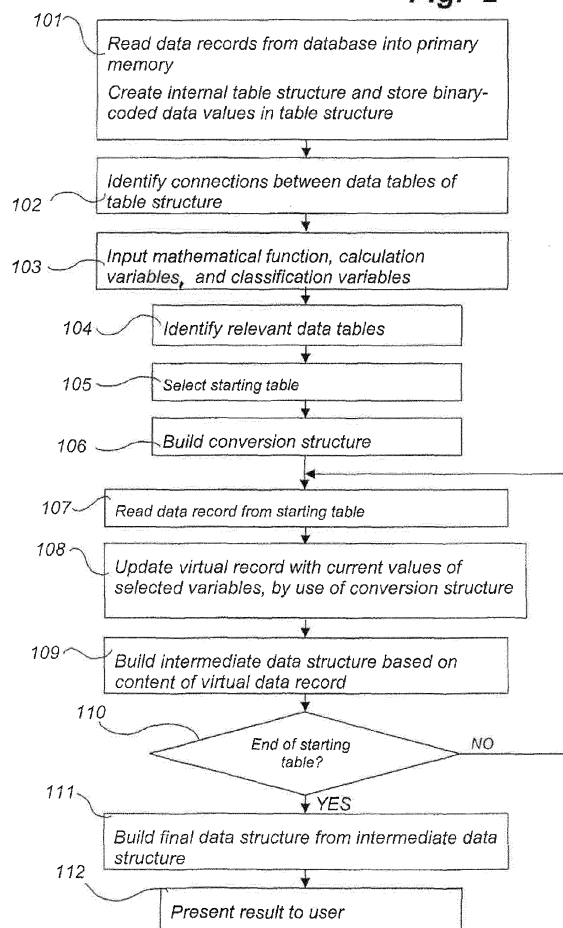 101
Read data records from database into primary
memory
Create internal table structure and store binary-
coded data values in table structure
102
Identify connections between data tables of
table structure
103
Input mathematical function, calculation
variables, and classification variables
104
Identify relevant data tables
105
Select starting table
106
Build conversion structure
107
Read data record from starting table
108
Update virtual record with current values of
selected variables, by use of conversion structure
109
Build intermediate data structure based on
content of virtual data record
110
End of starting
table?
NO
YES
111
Build final data structure from intermediate data
structure
112
Present result to user